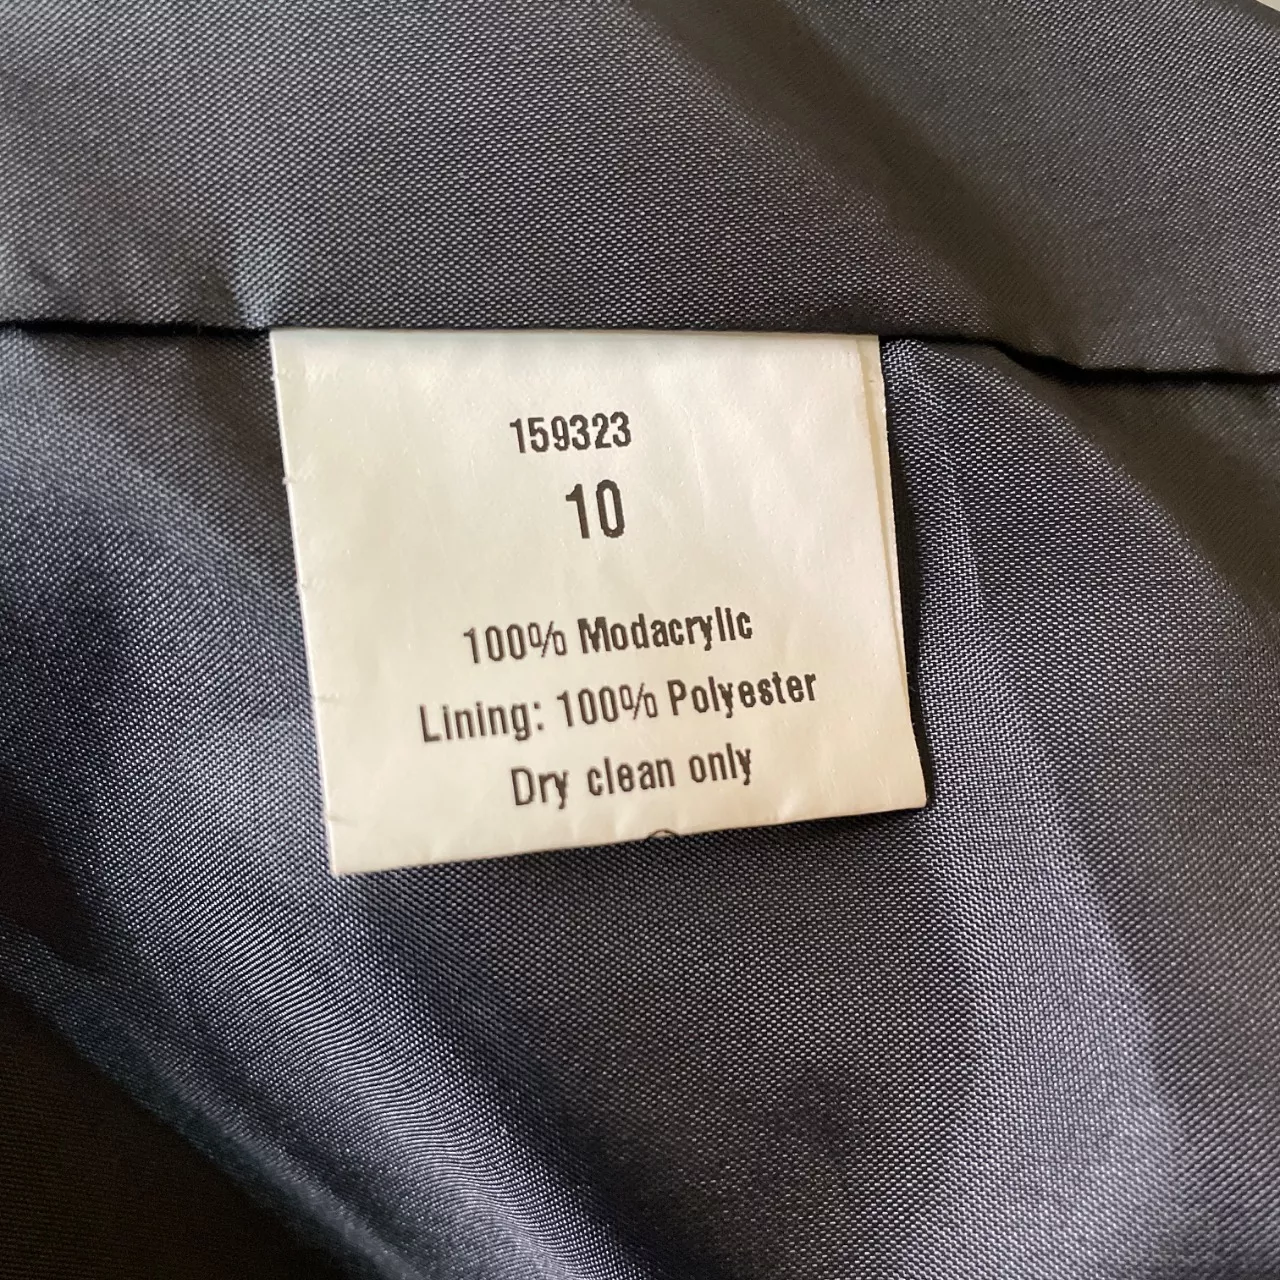 159323
10
100% Modacrylic
Lining: 100% Polyester
Dry clean only